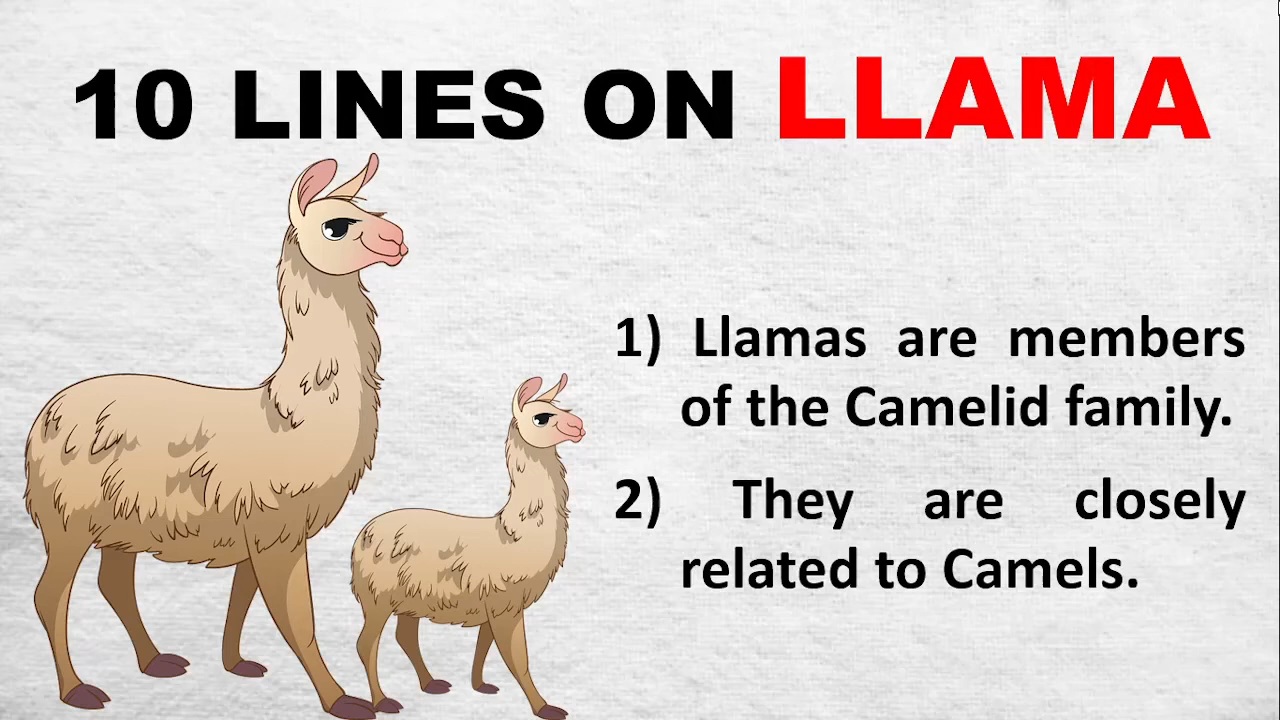 10 LINES ON LLAMA
1) Llamas are members
of the Camelid family.
2) They are closely
related to Camels.